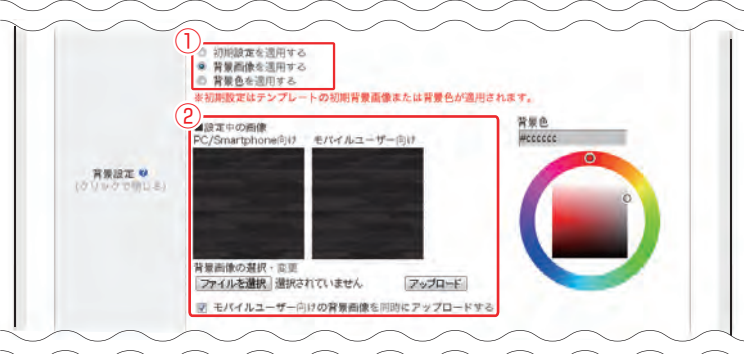 ①
初期設定を適用する
背景画像を適用する
背景色を適用する
※初期設定はテンプレートの初期背景画像または背景色が適用されます。
②
■設定中の画像
PC/Smartphone向け モバイルユーザー向け
背景色
#cccccc
背景設定
(クリックで閉じる)
背景画像の選択・変更
ファイルを選択 選択されていません アップロード
モバイルユーザー向けの背景画像を同時にアップロードする